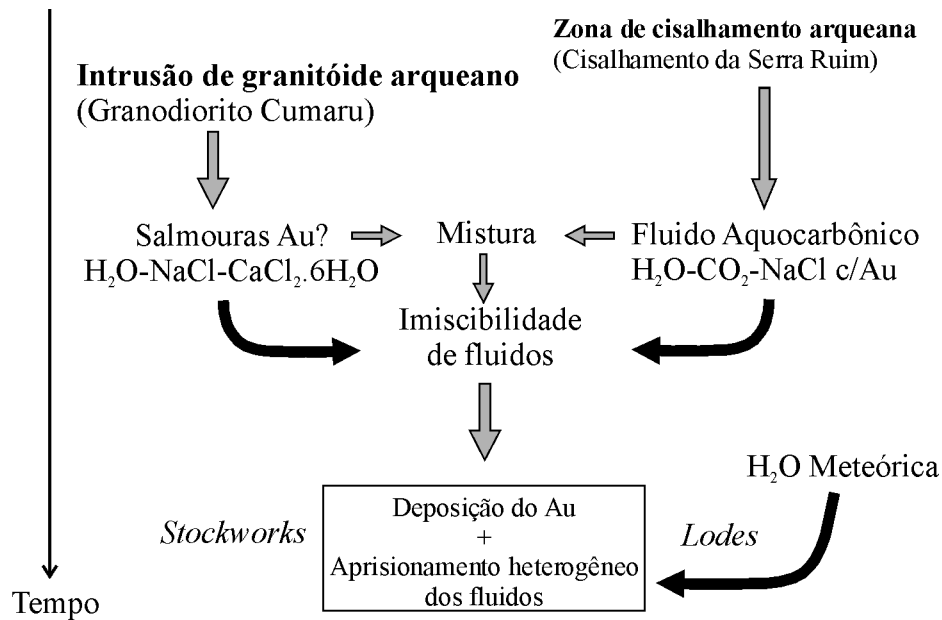 Zona de cisalhamento arqueana
(Cisalhamento da Serra Ruim)
Intrusão de granitóide arqueano
(Granodiorito Cumaru)
Salmouras Au?
H₂O-NaCl-CaCl₂.6H₂O
Mistura
Fluido Aquocarbônico
H₂O-CO₂-NaCl c/Au
Imiscibilidade
de fluidos
H₂O Meteórica
Stockworks
Deposição do Au
+
Aprisionamento heterogêneo
dos fluidos
Lodes
Tempo